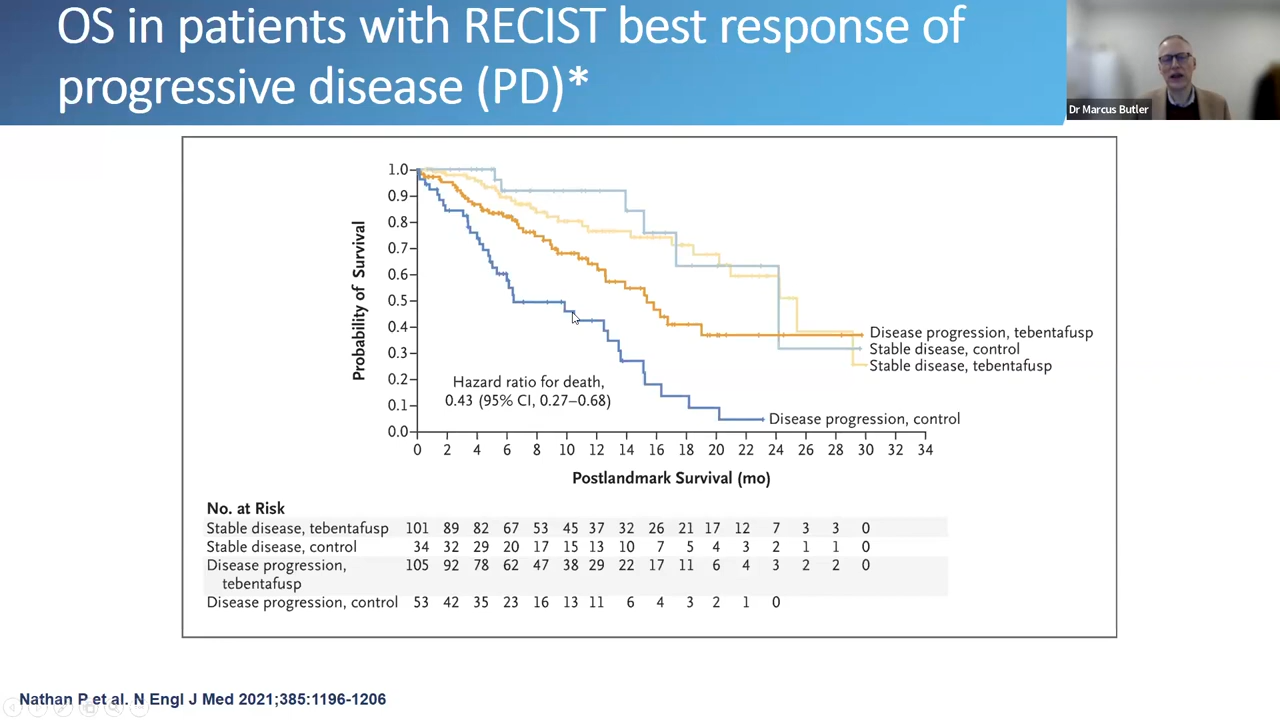 OS in patients with RECIST best response of
progressive disease (PD)*
Dr Marcus Butler
Probability of Survival
1.0
0.9
0.8
0.7
0.6
0.5
0.4
0.3
0.2
0.1
0.0
Hazard ratio for death,
0.43 (95% CI, 0.27–0.68)
Disease progression, tebentafusp
Stable disease, control
Stable disease, tebentafusp
Disease progression, control
0 2 4 6 8 10 12 14 16 18 20 22 24 26 28 30 32 34
Postlandmark Survival (mo)
No. at Risk
Stable disease, tebentafusp 101 89 82 67 53 45 37 32 26 21 17 12 7 3 3 0
Stable disease, control 34 32 29 20 17 15 13 10 7 5 4 3 2 1 1 0
Disease progression, 105 92 78 62 47 38 29 22 17 11 6 4 3 2 2 0
tebentafusp
Disease progression, control 53 42 35 23 16 13 11 6 4 3 2 1 0
Nathan P et al. N Engl J Med 2021;385:1196-1206